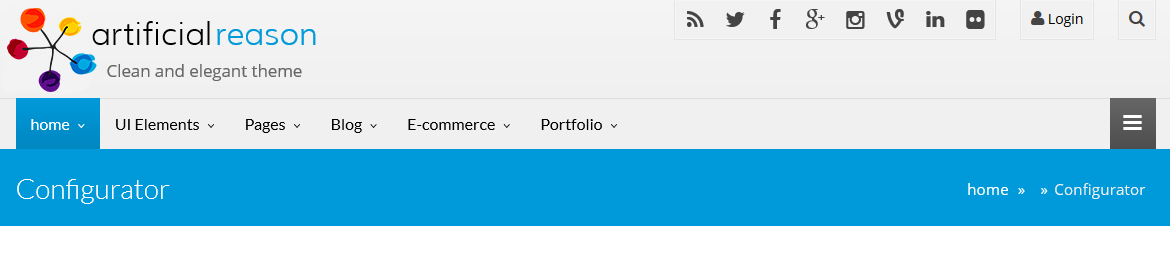 artificial reason
Clean and elegant theme
Login
home UI Elements Pages Blog E-commerce Portfolio
Configurator
home » » Configurator